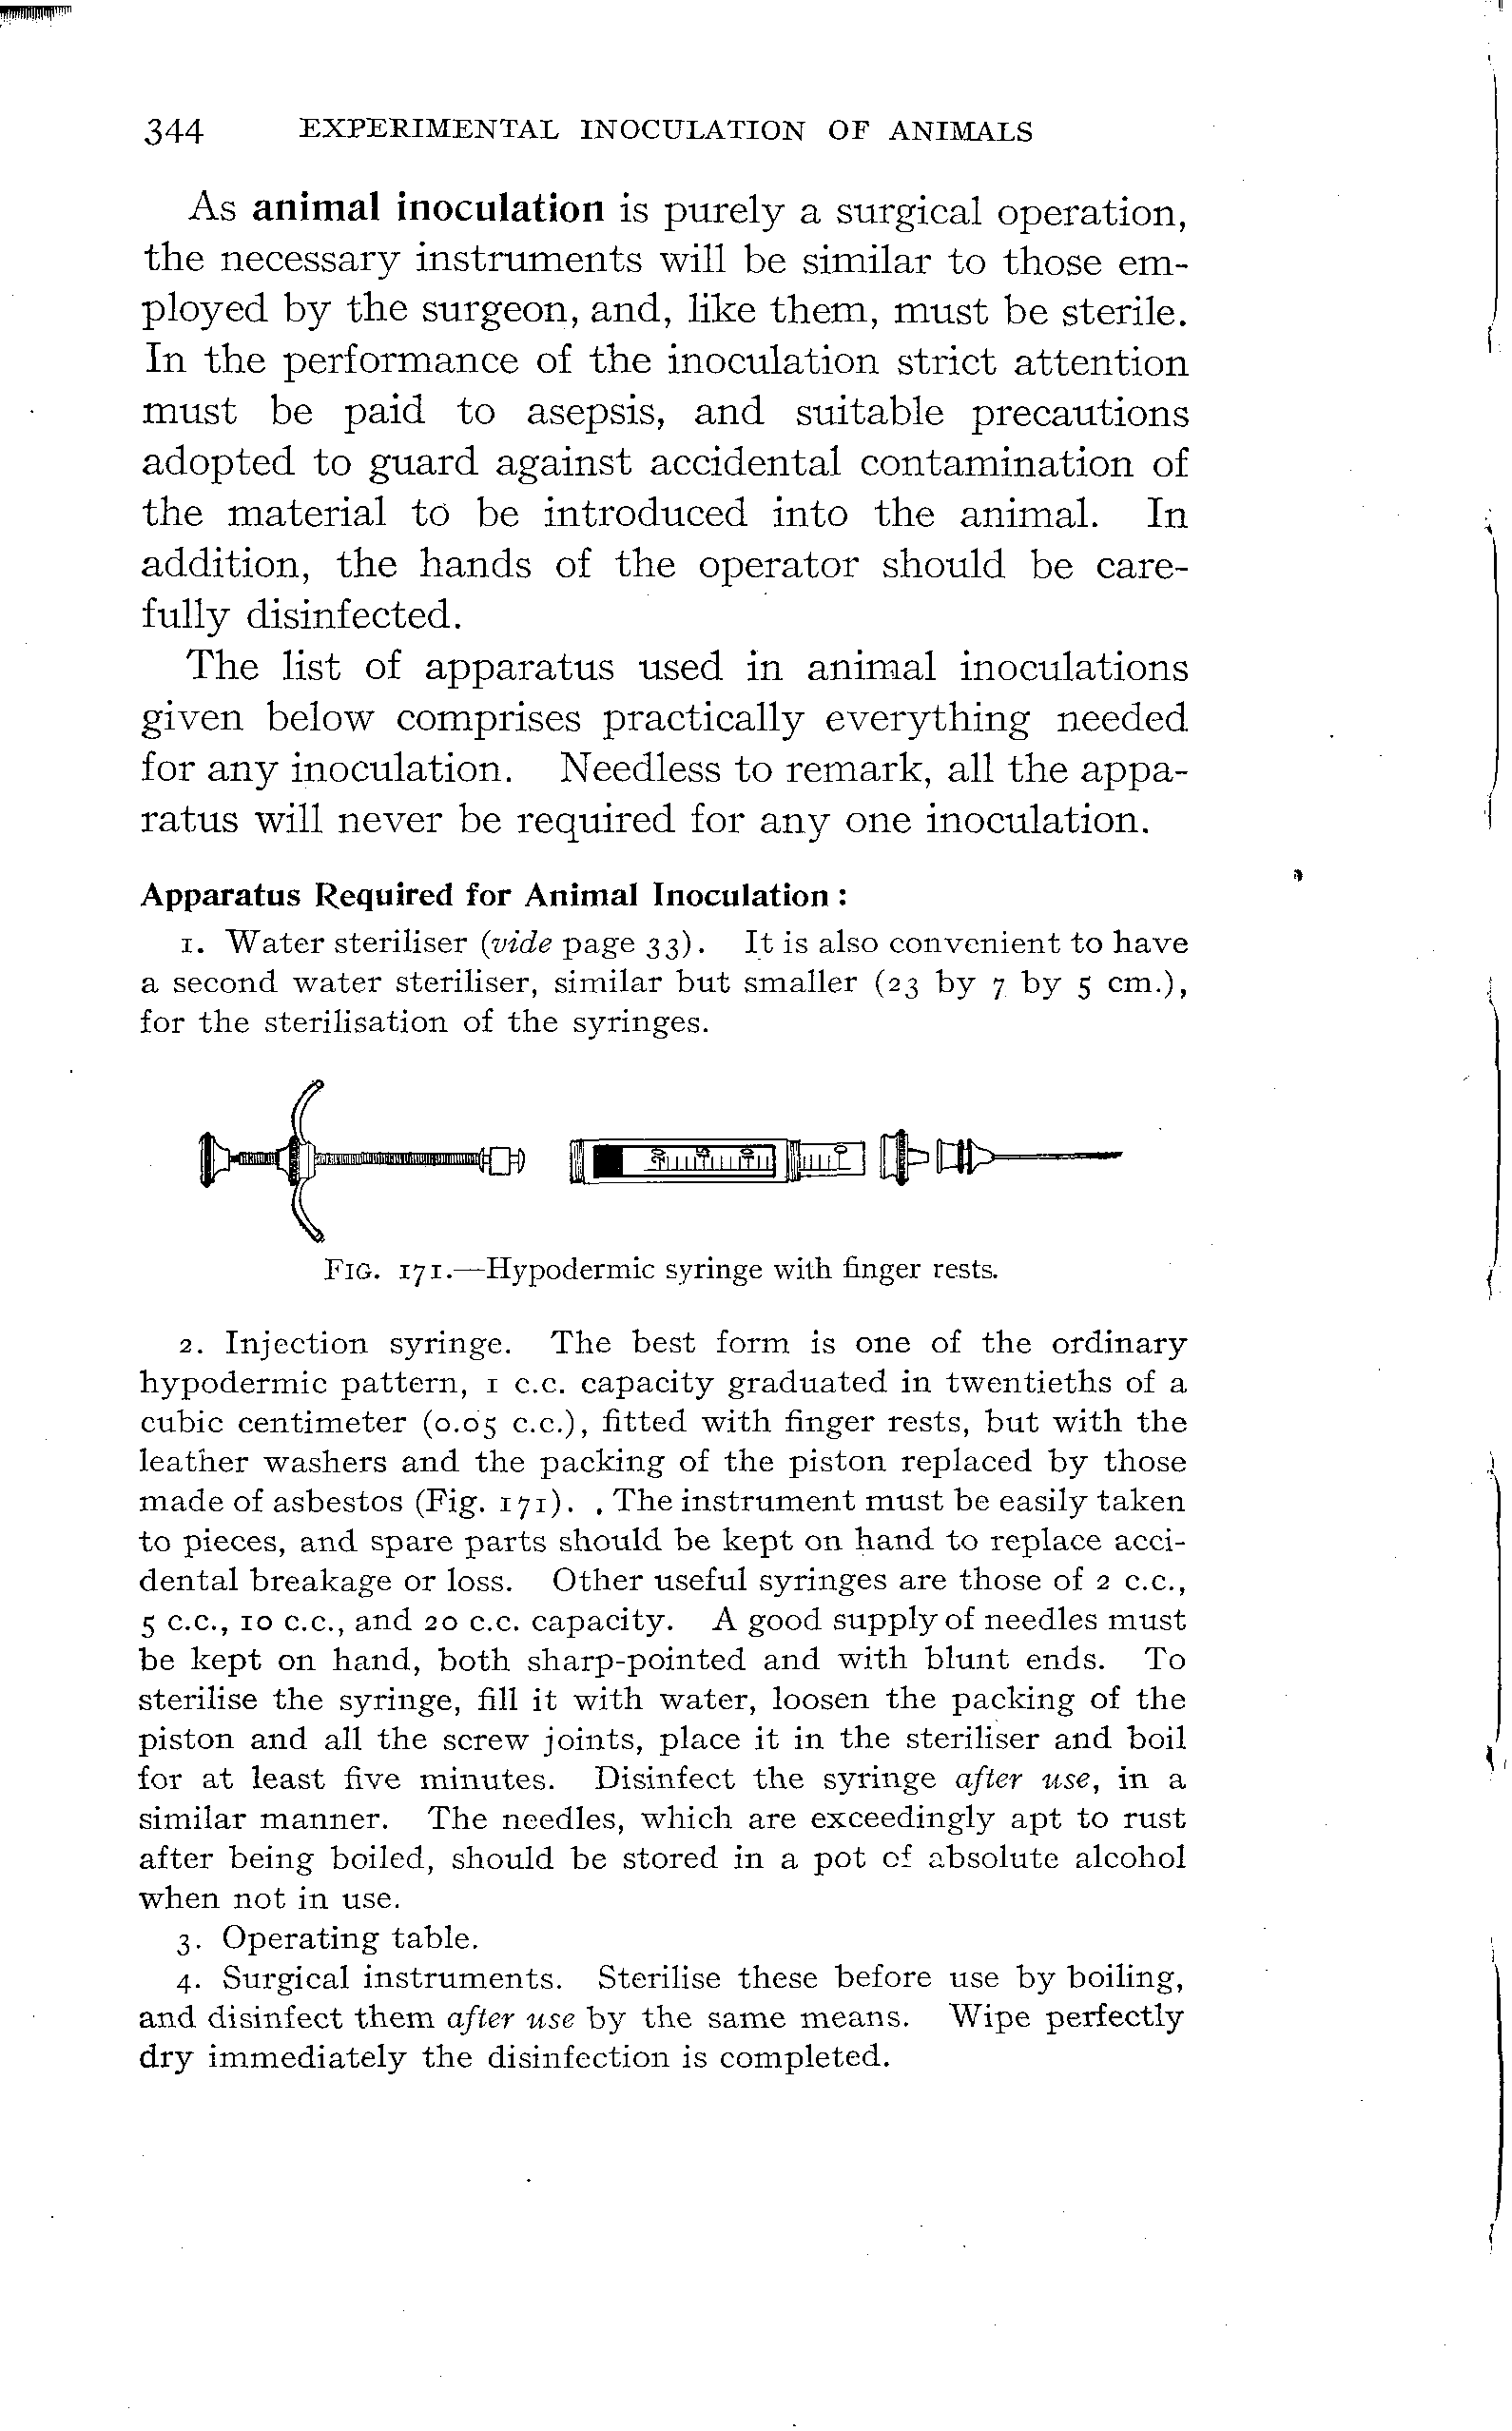 344 EXPERIMENTAL INOCULATION OF ANIMALS
As animal inoculation is purely a surgical operation,
the necessary instruments will be similar to those em-
ployed by the surgeon, and, like them, must be sterile.
In the performance of the inoculation strict attention
must be paid to asepsis, and suitable precautions
adopted to guard against accidental contamination of
the material to be introduced into the animal. In
addition, the hands of the operator should be care-
fully disinfected.
The list of apparatus used in animal inoculations
given below comprises practically everything needed
for any inoculation. Needless to remark, all the appa-
ratus will never be required for any one inoculation.
Apparatus Required for Animal Inoculation:
1. Water steriliser (vide page 33). It is also convenient to have
a second water steriliser, similar but smaller (23 by 7 by 5 cm.),
for the sterilisation of the syringes.
FIG. 171.—Hypodermic syringe with finger rests.
2. Injection syringe. The best form is one of the ordinary
hypodermic pattern, 1 c.c. capacity graduated in twentieths of a
cubic centimeter (0.05 c.c.), fitted with finger rests, but with the
leather washers and the packing of the piston replaced by those
made of asbestos (Fig. 171). The instrument must be easily taken
to pieces, and spare parts should be kept on hand to replace acci-
dental breakage or loss. Other useful syringes are those of 2 c.c.,
5 c.c., 10 c.c., and 20 c.c. capacity. A good supply of needles must
be kept on hand, both sharp-pointed and with blunt ends. To
sterilise the syringe, fill it with water, loosen the packing of the
piston and all the screw joints, place it in the steriliser and boil
for at least five minutes. Disinfect the syringe after use, in a
similar manner. The needles, which are exceedingly apt to rust
after being boiled, should be stored in a pot of absolute alcohol
when not in use.
3. Operating table.
4. Surgical instruments. Sterilise these before use by boiling,
and disinfect them after use by the same means. Wipe perfectly
dry immediately the disinfection is completed.